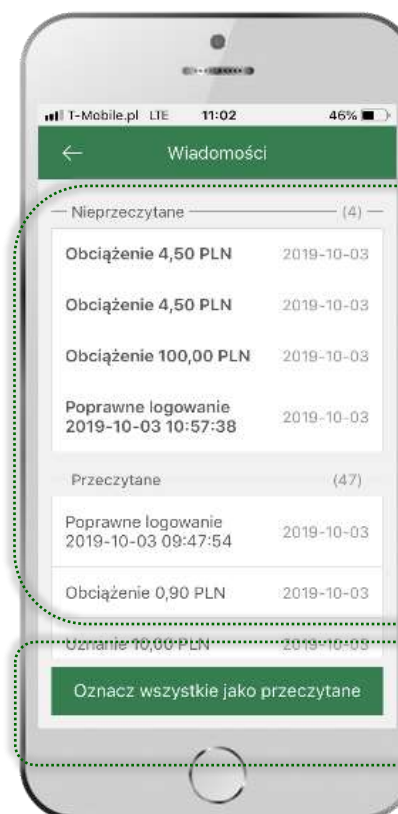 T-Mobile.pl LTE 11:02 46%
Wiadomości
Nieprzeczytane (4)
Obciążenie 4,50 PLN 2019-10-03
Obciążenie 4,50 PLN 2019-10-03
Obciążenie 100,00 PLN 2019-10-03
Poprawne logowanie
2019-10-03 10:57:38 2019-10-03
Przeczytane (47)
Poprawne logowanie
2019-10-03 09:47:54 2019-10-03
Obciążenie 0,90 PLN 2019-10-03
Uznanie 10,00 PLN 2019-10-03
Oznacz wszystkie jako przeczytane